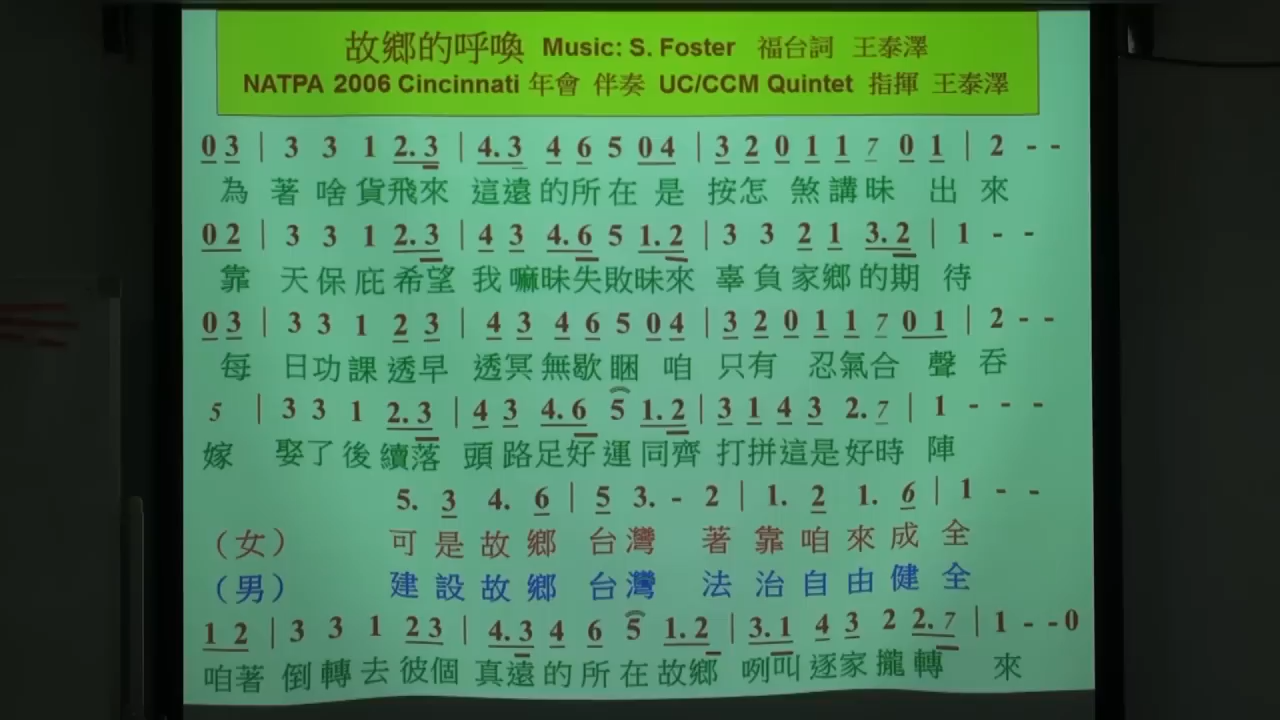 故鄉的呼喚 Music: S. Foster 福台詞 王泰澤
NATPA 2006 Cincinnati 年會 伴奏 UC/CCM Quintet 指揮 王泰澤
0 3 | 3 3 1 2. 3 | 4. 3 4 6 5 0 4 | 3 2 0 1 1 7 0 1 | 2 - -
為 著 啥 貨 飛 來 這 遠 的 所 在 是 按 怎 煞 講 昧 出 來
0 2 | 3 3 1 2. 3 | 4 3 4. 6 5 1. 2 | 3 3 2 1 3. 2 | 1 - -
靠 天 保 庇 希 望 我 嘛 昧 失 敗 昧 來 辜 負 家 鄉 的 期 待
0 3 | 3 3 1 2 3 | 4 3 4 6 5 0 4 | 3 2 0 1 1 7 0 1 | 2 - -
每 日 功 課 透 早 透 冥 無 歇 睏 咱 只 有 忍 氣 合 聲 吞
5 | 3 3 1 2. 3 | 4 3 4. 6 5 1. 2 | 3 1 4 3 2. 7 | 1 - - -
嫁 娶 了 後 續 落 頭 路 足 好 運 同 齊 打 拼 這 是 好 時 陣
5. 3 4. 6 | 5 3. - 2 | 1. 2 1. 6 | 1 - -
（女） 可 是 故 鄉 台 灣 著 靠 咱 來 成 全
（男） 建 設 故 鄉 台 灣 法 治 自 由 健 全
1 2 | 3 3 1 2 3 | 4. 3 4 6 5 1. 2 | 3. 1 4 3 2 2. 7 | 1 - - 0
咱 著 倒 轉 去 彼 個 真 遠 的 所 在 故 鄉 咧 叫 逐 家 攏 轉 來